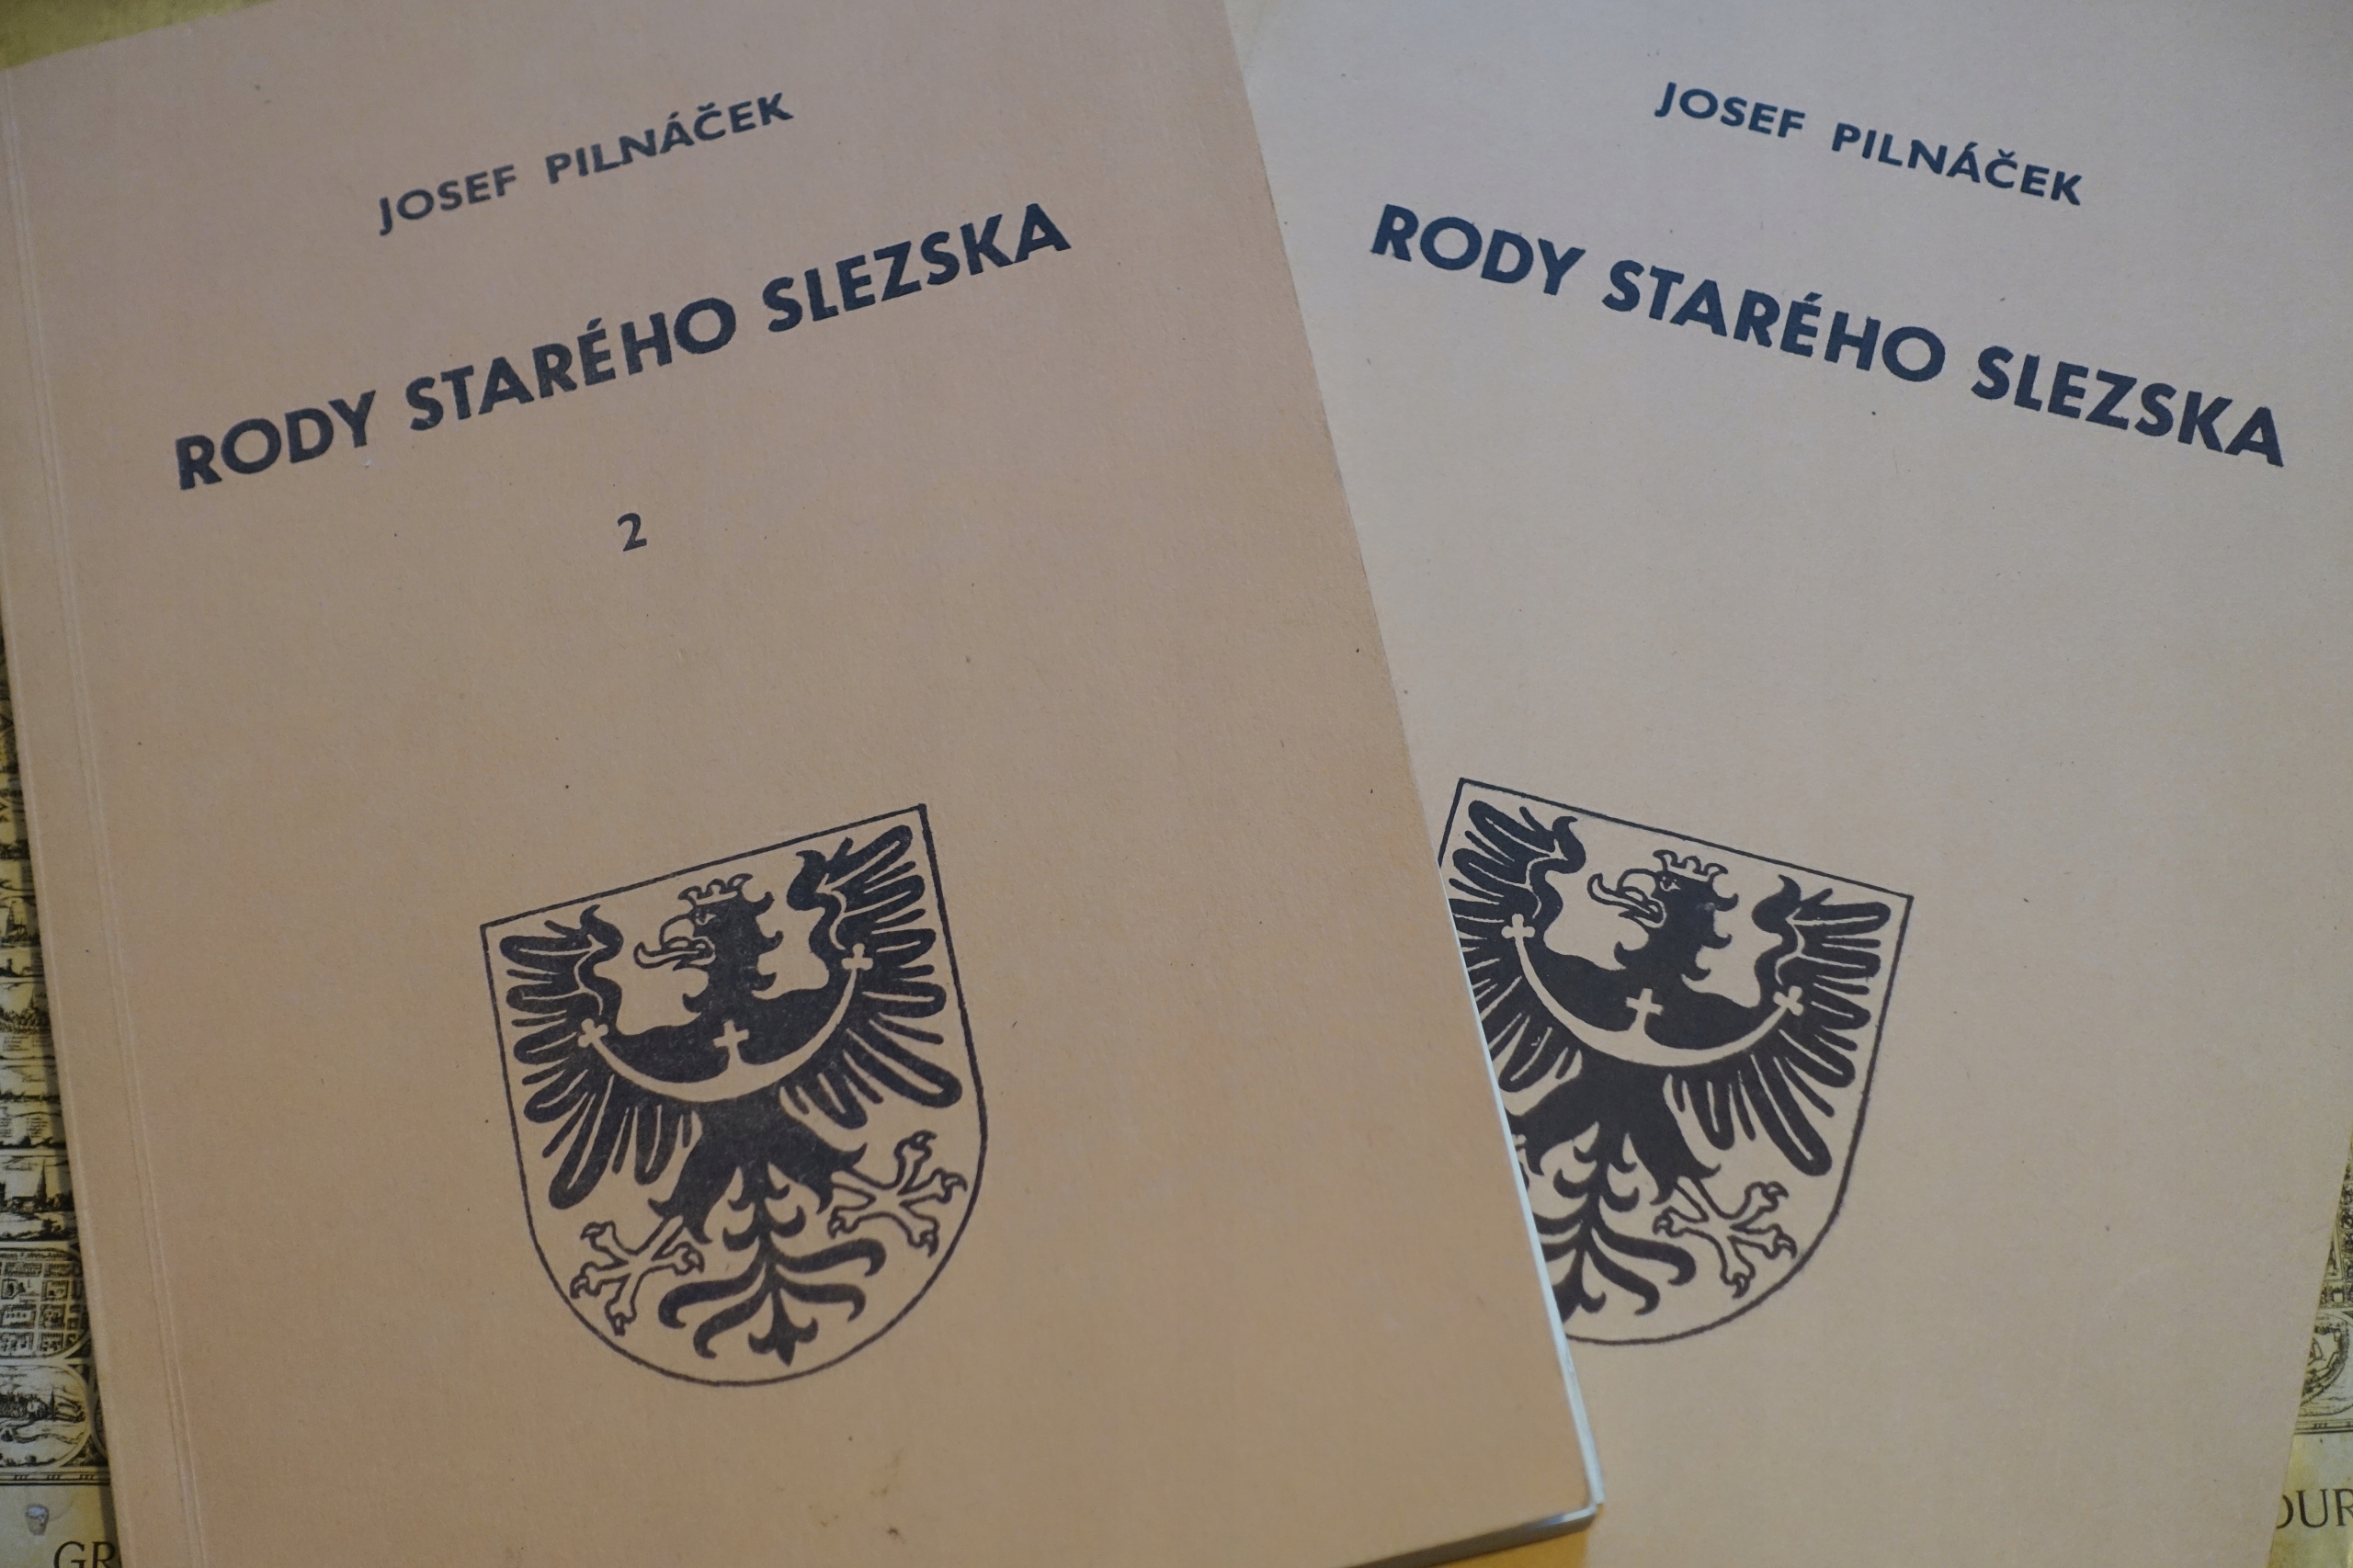 JOSEF PILNÁČEK
RODY STARÉHO SLEZSKA
2
JOSEF PILNÁČEK
RODY STARÉHO SLEZSKA